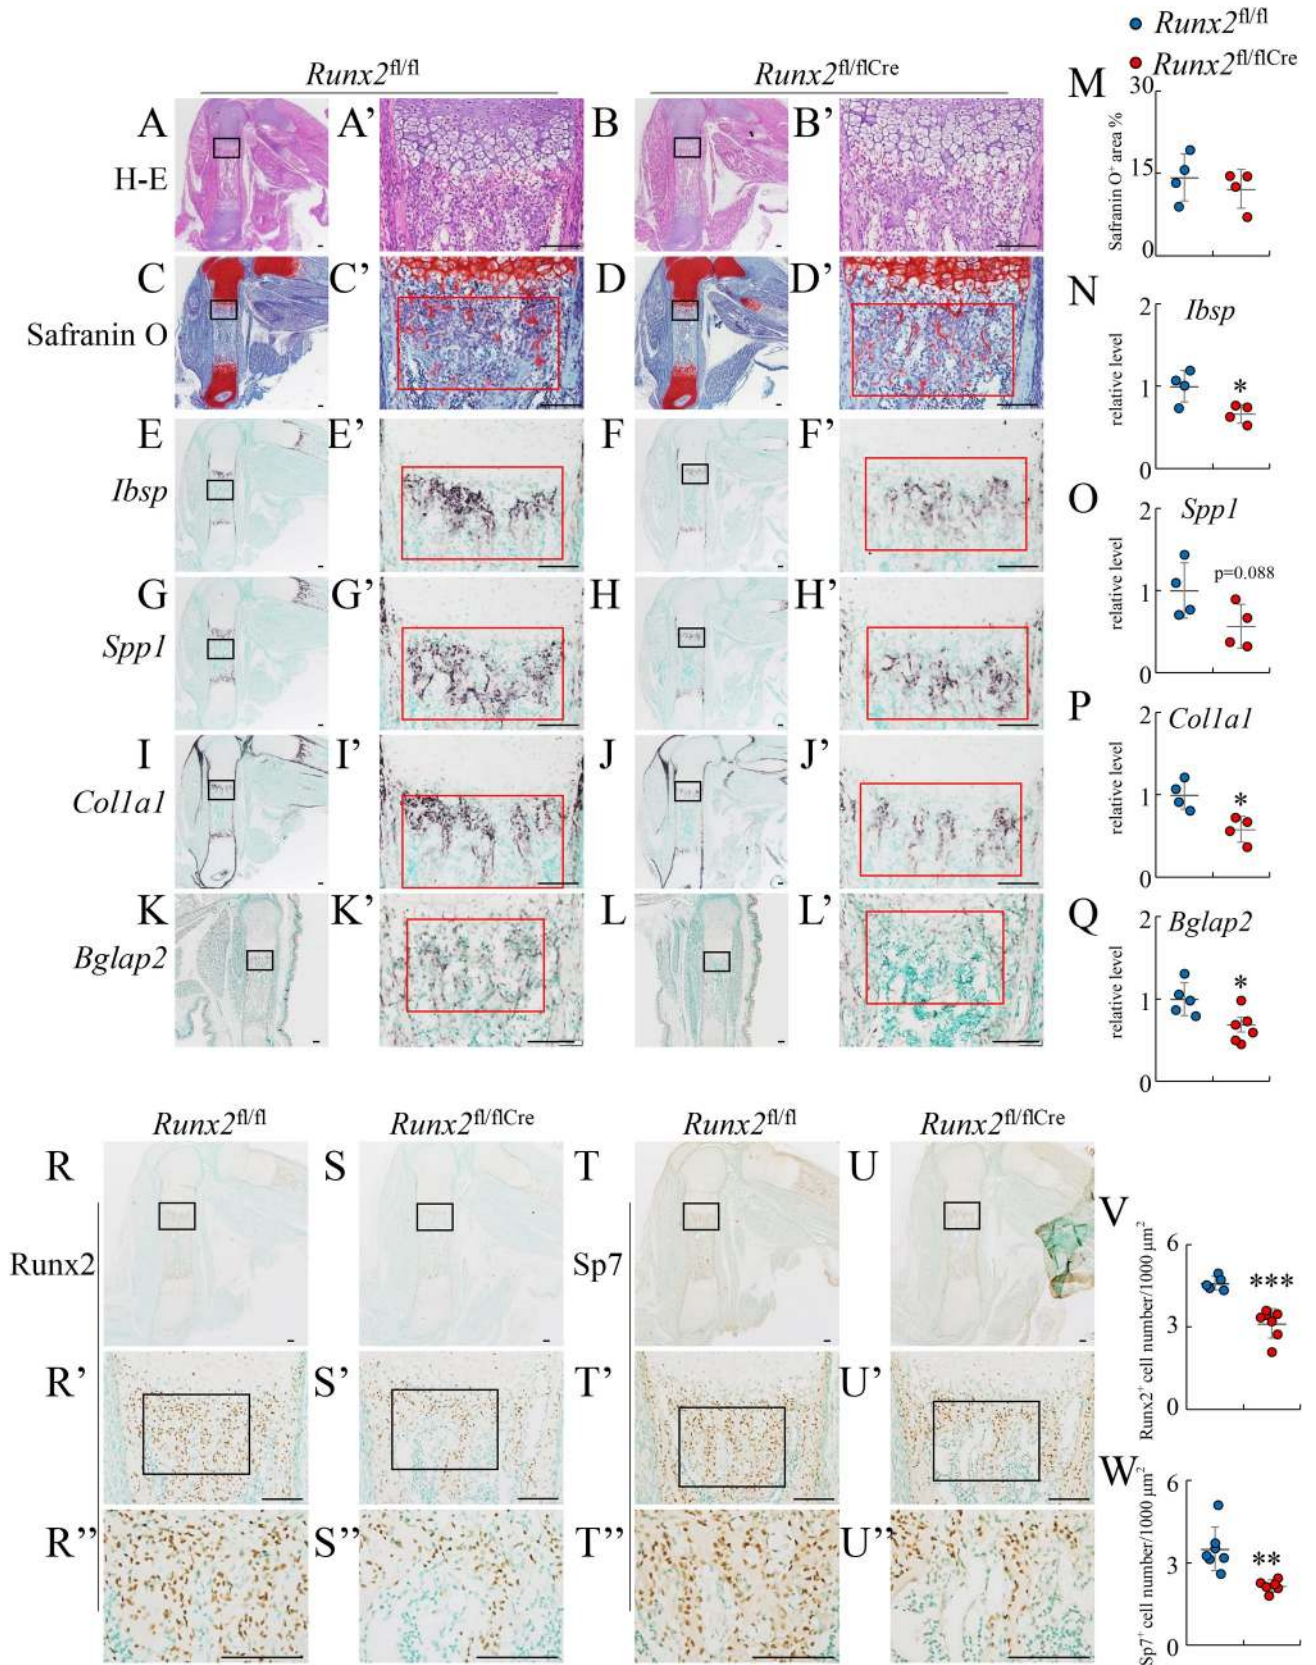 Runx2fl/fl
Runx2fl/flCre
Runx2fl/fl Runx2fl/flCre
A A' B B' M
H-E
30
15
0
Safranin O+ area %
C C' D D' N
Safranin O
Ibsp
2
1
0
relative level
*
E E' F F' O
Ibsp
Spp1
2
1
0
relative level
p=0.088
G G' H H' P
Spp1
Col1a1
2
1
0
relative level
*
I I' J J' Q
Col1a1
Bglap2
2
1
0
relative level
*
K K' L L'
Bglap2
Runx2fl/fl Runx2fl/flCre Runx2fl/fl Runx2fl/flCre
R S T U V
Runx2 Sp7
6
3
0
Runx2+ cell number/1000 μm2
***
R' S' T' U' W
6
3
0
Sp7+ cell number/1000 μm2
**
R'' S'' T'' U''